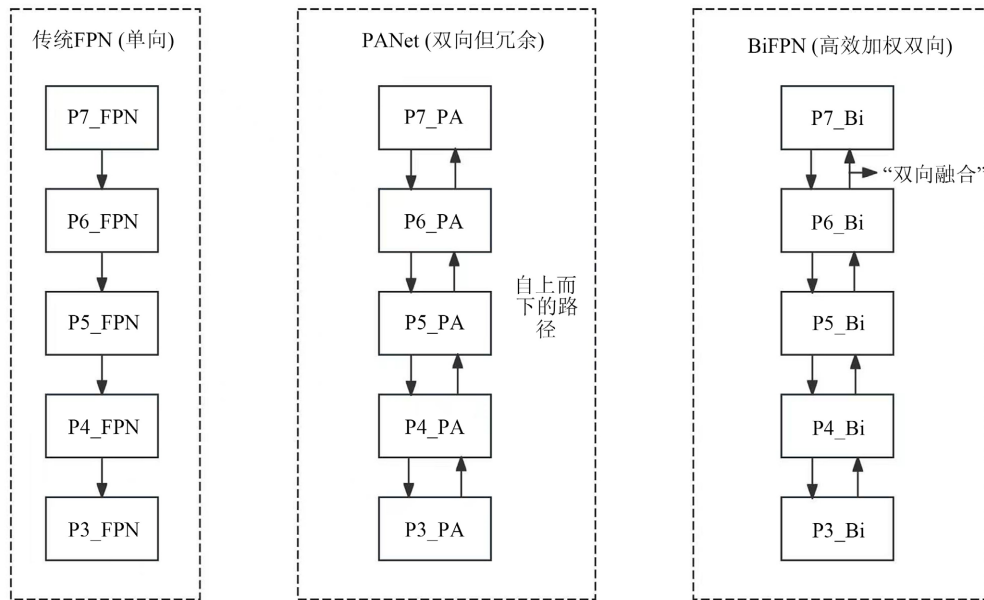 传统FPN (单向)
P7_FPN
P6_FPN
P5_FPN
P4_FPN
P3_FPN
PANet (双向但冗余)
P7_PA
P6_PA
P5_PA
P4_PA
P3_PA
自上而
下的路
径
BiFPN (高效加权双向)
P7_Bi
“双向融合”
P6_Bi
P5_Bi
P4_Bi
P3_Bi